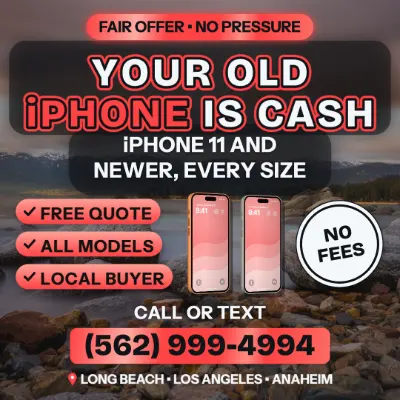 FAIR OFFER • NO PRESSURE
YOUR OLD
iPHONE IS CASH
iPHONE 11 AND
NEWER, EVERY SIZE
✓ FREE QUOTE
✓ ALL MODELS
✓ LOCAL BUYER
9:41
9:41
NO
FEES
CALL OR TEXT
(562) 999-4994
LONG BEACH • LOS ANGELES • ANAHEIM